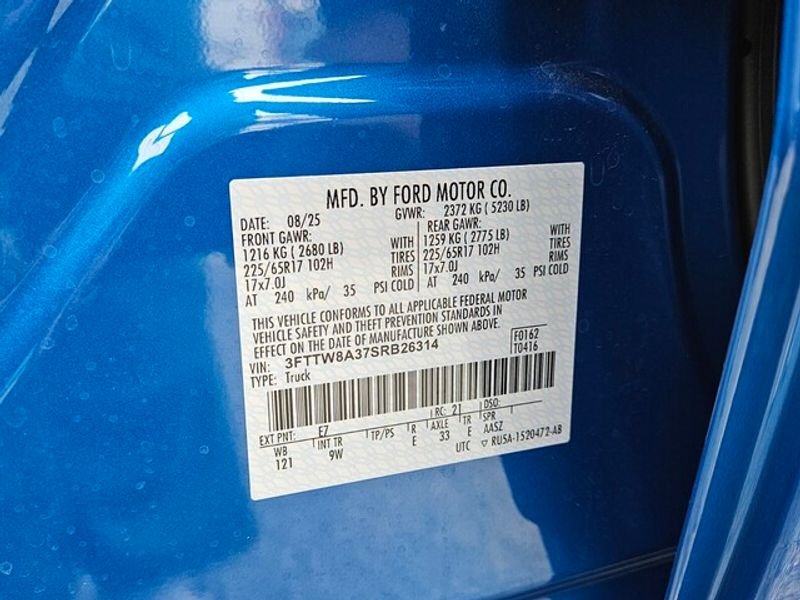 MFD. BY FORD MOTOR CO.
DATE: 08/25 GVWR: 2372 KG ( 5230 LB)
FRONT GAWR:
1216 KG ( 2680 LB) WITH
225/65R17 102H TIRES
17x7.0J RIMS
AT 240 kPa/ 35 PSI COLD
REAR GAWR:
1259 KG ( 2775 LB) WITH
225/65R17 102H TIRES
17x7.0J RIMS
AT 240 kPa/ 35 PSI COLD
THIS VEHICLE CONFORMS TO ALL APPLICABLE FEDERAL MOTOR
VEHICLE SAFETY AND THEFT PREVENTION STANDARDS IN
EFFECT ON THE DATE OF MANUFACTURE SHOWN ABOVE.
VIN: 3FTTW8A37SRB26314
TYPE: Truck
F0162
T0416
EXT PNT: E7 RC: 21 DSO:
WB INT TR TP/PS R AXLE TR SPR
121 9W E 33 E AASZ
UTC ▽ RU5A-1520472-AB